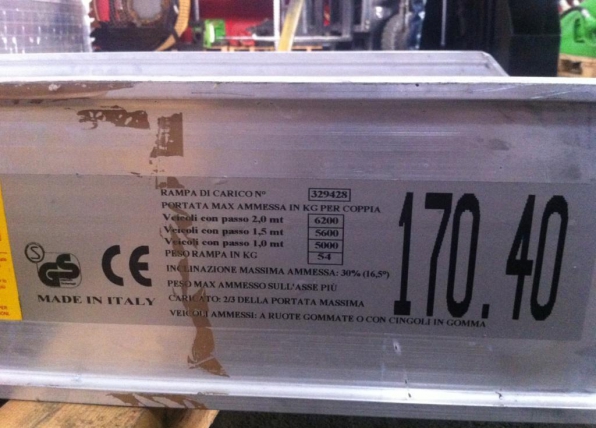 RAMPA DI CARICO N° 329428
PORTATA MAX AMMESSA IN KG PER COPPIA
Veicoli con passo 2,0 mt 6200
Veicoli con passo 1,5 mt 5600
Veicoli con passo 1,0 mt 5000
PESO RAMPA IN KG 54
INCLINAZIONE MASSIMA AMMESSA: 30% (16,5°)
PESO MAX AMMESSO SULL'ASSE PIÙ
CARICATO: 2/3 DELLA PORTATA MASSIMA
VEICOLI AMMESSI: A RUOTE GOMMATE O CON CINGOLI IN GOMMA
170.40
S GS CE
MADE IN ITALY